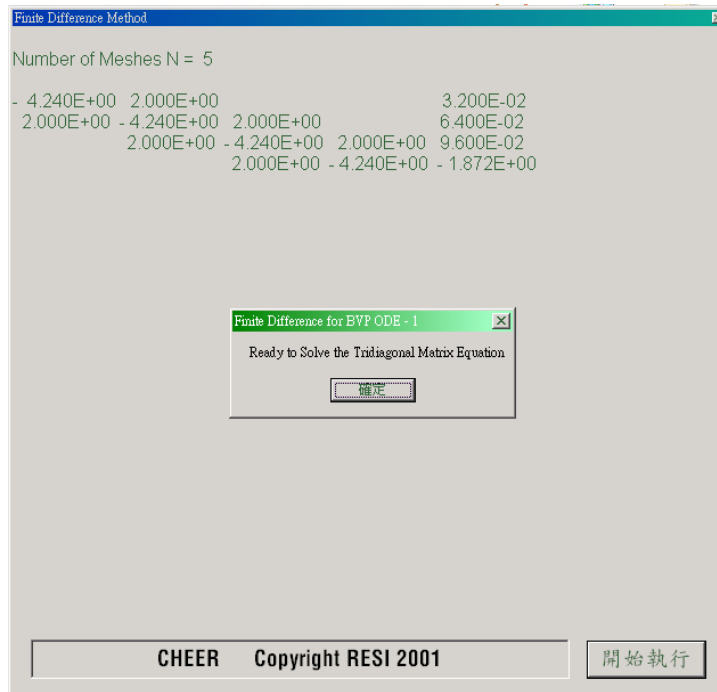 Finite Difference Method
Number of Meshes N = 5
- 4.240E+00 2.000E+00 3.200E-02
2.000E+00 - 4.240E+00 2.000E+00 6.400E-02
2.000E+00 - 4.240E+00 2.000E+00 9.600E-02
2.000E+00 - 4.240E+00 - 1.872E+00
Finite Difference for BVP ODE - 1
Ready to Solve the Tridiagonal Matrix Equation
確定
CHEER Copyright RESI 2001
開始執行